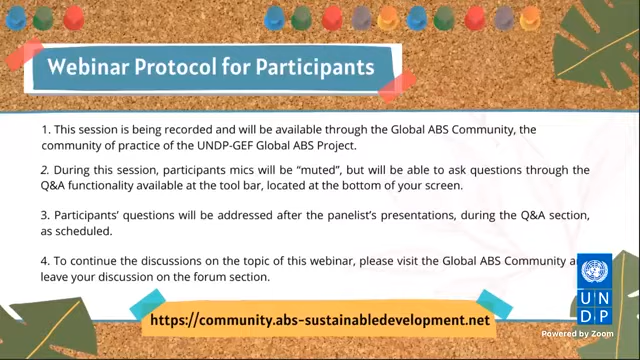 Webinar Protocol for Participants
1. This session is being recorded and will be available through the Global ABS Community, the
community of practice of the UNDP-GEF Global ABS Project.
2. During this session, participants mics will be “muted”, but will be able to ask questions through the
Q&A functionality available at the tool bar, located at the bottom of your screen.
3. Participants’ questions will be addressed after the panelist’s presentations, during the Q&A section,
as scheduled.
4. To continue the discussions on the topic of this webinar, please visit the Global ABS Community
leave your discussion on the forum section.
https://community.abs-sustainabledevelopment.net
U N
D P
Powered by Zoom